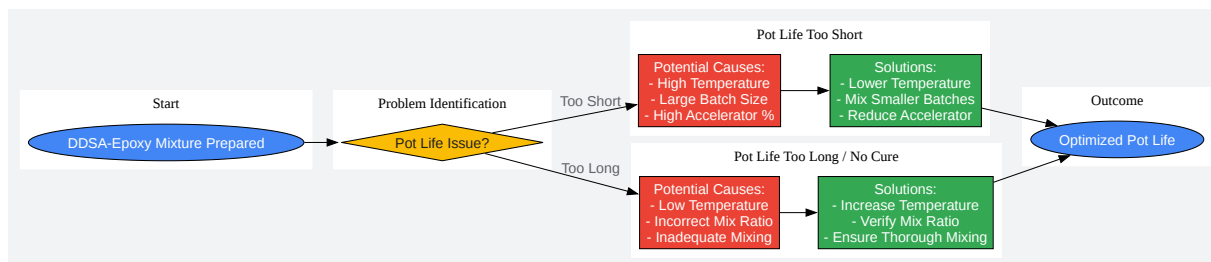 Start
DDSA-Epoxy Mixture Prepared
Problem Identification
Pot Life Issue?
Too Short
Too Long
Pot Life Too Short
Potential Causes:
- High Temperature
- Large Batch Size
- High Accelerator %
Solutions:
- Lower Temperature
- Mix Smaller Batches
- Reduce Accelerator
Pot Life Too Long / No Cure
Potential Causes:
- Low Temperature
- Incorrect Mix Ratio
- Inadequate Mixing
Solutions:
- Increase Temperature
- Verify Mix Ratio
- Ensure Thorough Mixing
Outcome
Optimized Pot Life